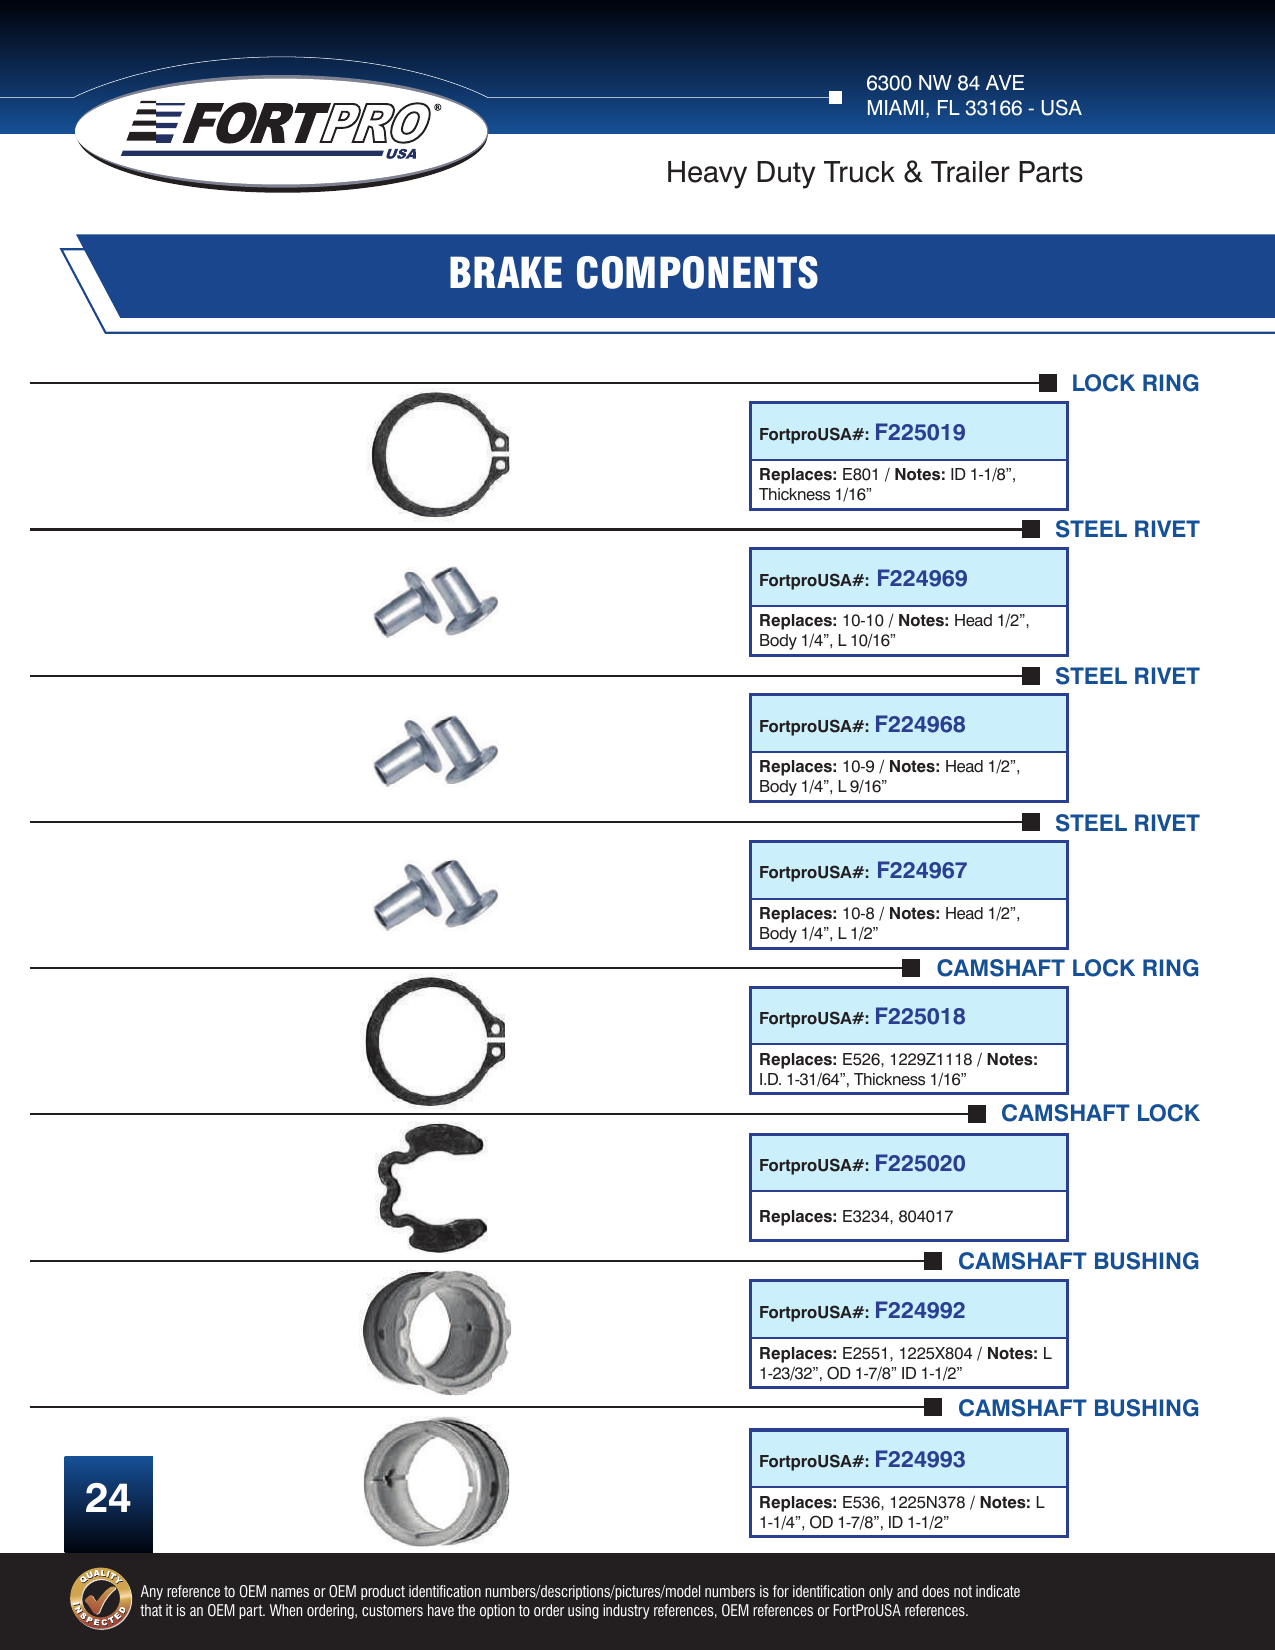 6300 NW 84 AVE
MIAMI, FL 33166 - USA
FORTPRO®
USA
Heavy Duty Truck & Trailer Parts
BRAKE COMPONENTS
LOCK RING
FortproUSA#: F225019
Replaces: E801 / Notes: ID 1-1/8”,
Thickness 1/16”
STEEL RIVET
FortproUSA#: F224969
Replaces: 10-10 / Notes: Head 1/2”,
Body 1/4”, L 10/16”
STEEL RIVET
FortproUSA#: F224968
Replaces: 10-9 / Notes: Head 1/2”,
Body 1/4”, L 9/16”
STEEL RIVET
FortproUSA#: F224967
Replaces: 10-8 / Notes: Head 1/2”,
Body 1/4”, L 1/2”
CAMSHAFT LOCK RING
FortproUSA#: F225018
Replaces: E526, 1229Z1118 / Notes:
I.D. 1-31/64”, Thickness 1/16”
CAMSHAFT LOCK
FortproUSA#: F225020
Replaces: E3234, 804017
CAMSHAFT BUSHING
FortproUSA#: F224992
Replaces: E2551, 1225X804 / Notes: L
1-23/32”, OD 1-7/8” ID 1-1/2”
CAMSHAFT BUSHING
FortproUSA#: F224993
Replaces: E536, 1225N378 / Notes: L
1-1/4”, OD 1-7/8”, ID 1-1/2”
24
QUALITY
INSPECTED
Any reference to OEM names or OEM product identification numbers/descriptions/pictures/model numbers is for identification only and does not indicate
that it is an OEM part. When ordering, customers have the option to order using industry references, OEM references or FortProUSA references.